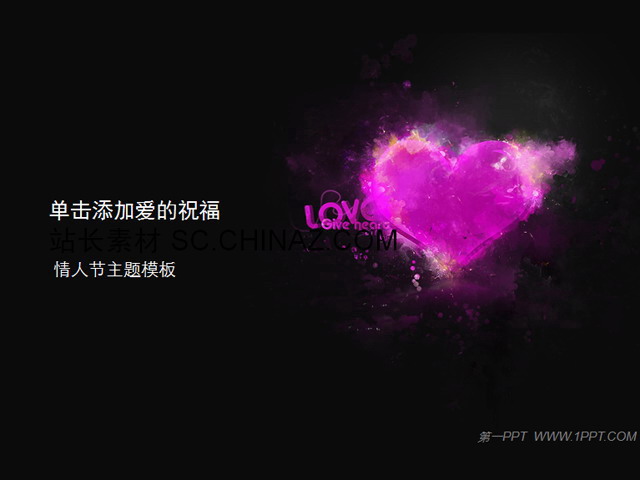 单击添加爱的祝福
站长素材 SC.CHINAZ.COM
情人节主题模板
LOVE
Give hears
第一PPT WWW.1PPT.COM